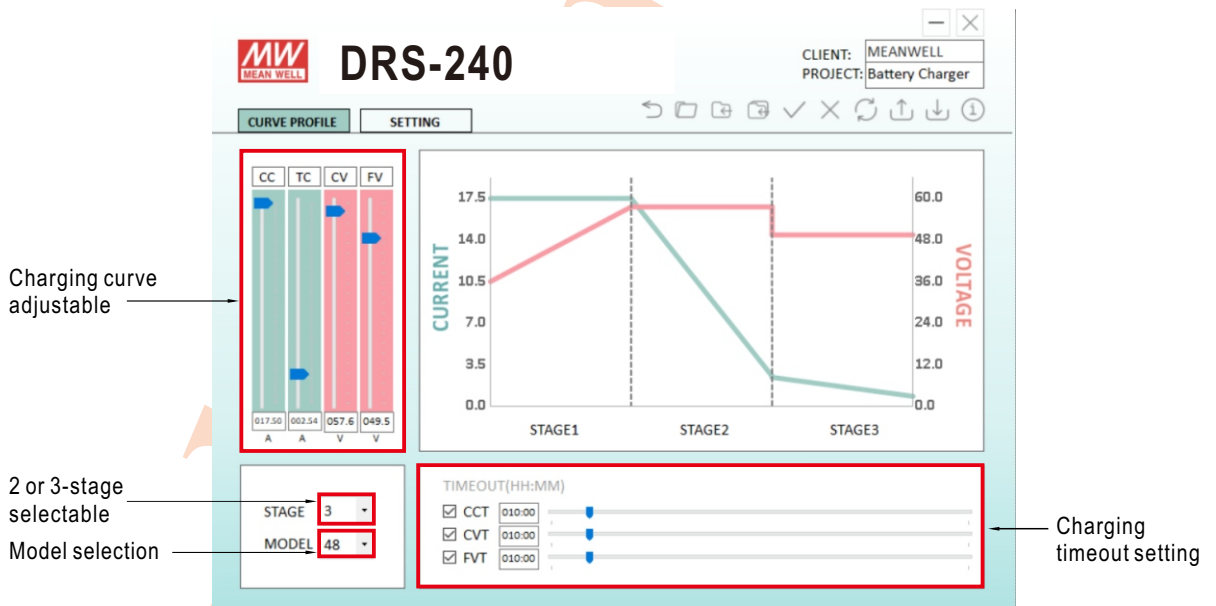 MW
MEAN WELL
DRS-240
CLIENT: MEANWELL
PROJECT: Battery Charger
CURVE PROFILE SETTING
i
CC TC CV FV
017.50 002.54 057.6 049.5
A A V V
Charging curve
adjustable
CURRENT
17.5
14.0
10.5
7.0
3.5
0.0
60.0
48.0
36.0
24.0
12.0
0.0
VOLTAGE
STAGE1 STAGE2 STAGE3
2 or 3-stage
selectable
Model selection
STAGE 3
MODEL 48
TIMEOUT(HH:MM)
CCT 010:00
CVT 010:00
FVT 010:00
Charging
timeout setting